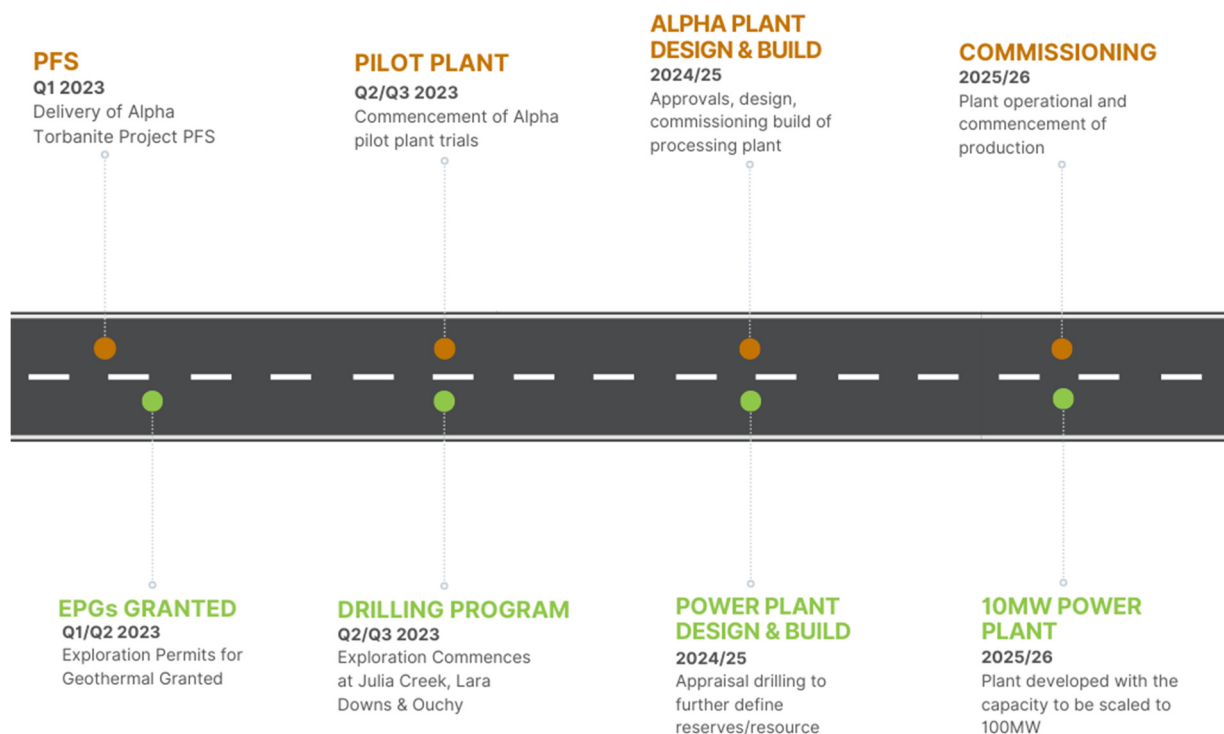 PFS
Q1 2023
Delivery of Alpha
Torbanite Project PFS
PILOT PLANT
Q2/Q3 2023
Commencement of Alpha
pilot plant trials
ALPHA PLANT
DESIGN & BUILD
2024/25
Approvals, design,
commissioning build of
processing plant
COMMISSIONING
2025/26
Plant operational and
commencement of
production
EPGs GRANTED
Q1/Q2 2023
Exploration Permits for
Geothermal Granted
DRILLING PROGRAM
Q2/Q3 2023
Exploration Commences
at Julia Creek, Lara
Downs & Ouchy
POWER PLANT
DESIGN & BUILD
2024/25
Appraisal drilling to
further define
reserves/resource
10MW POWER
PLANT
2025/26
Plant developed with the
capacity to be scaled to
100MW